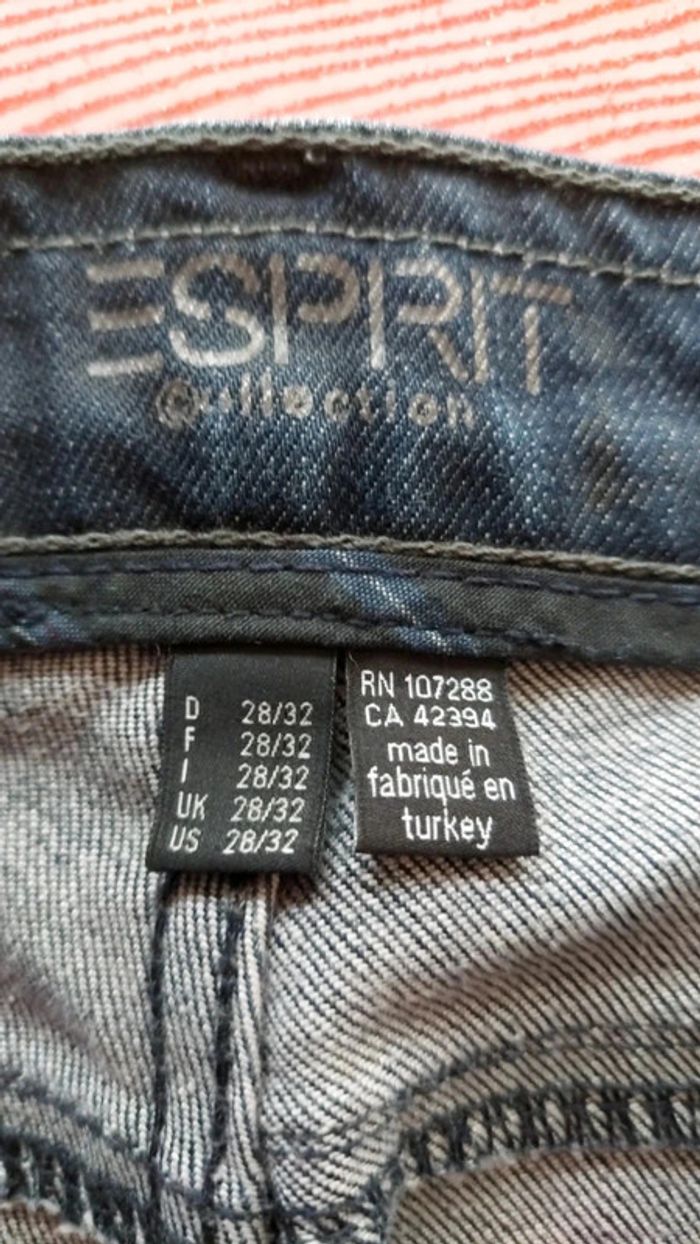 ESPRIT
collection
D 28/32
F 28/32
I 28/32
UK 28/32
US 28/32
RN 107288
CA 42394
made in
fabriqué en
turkey